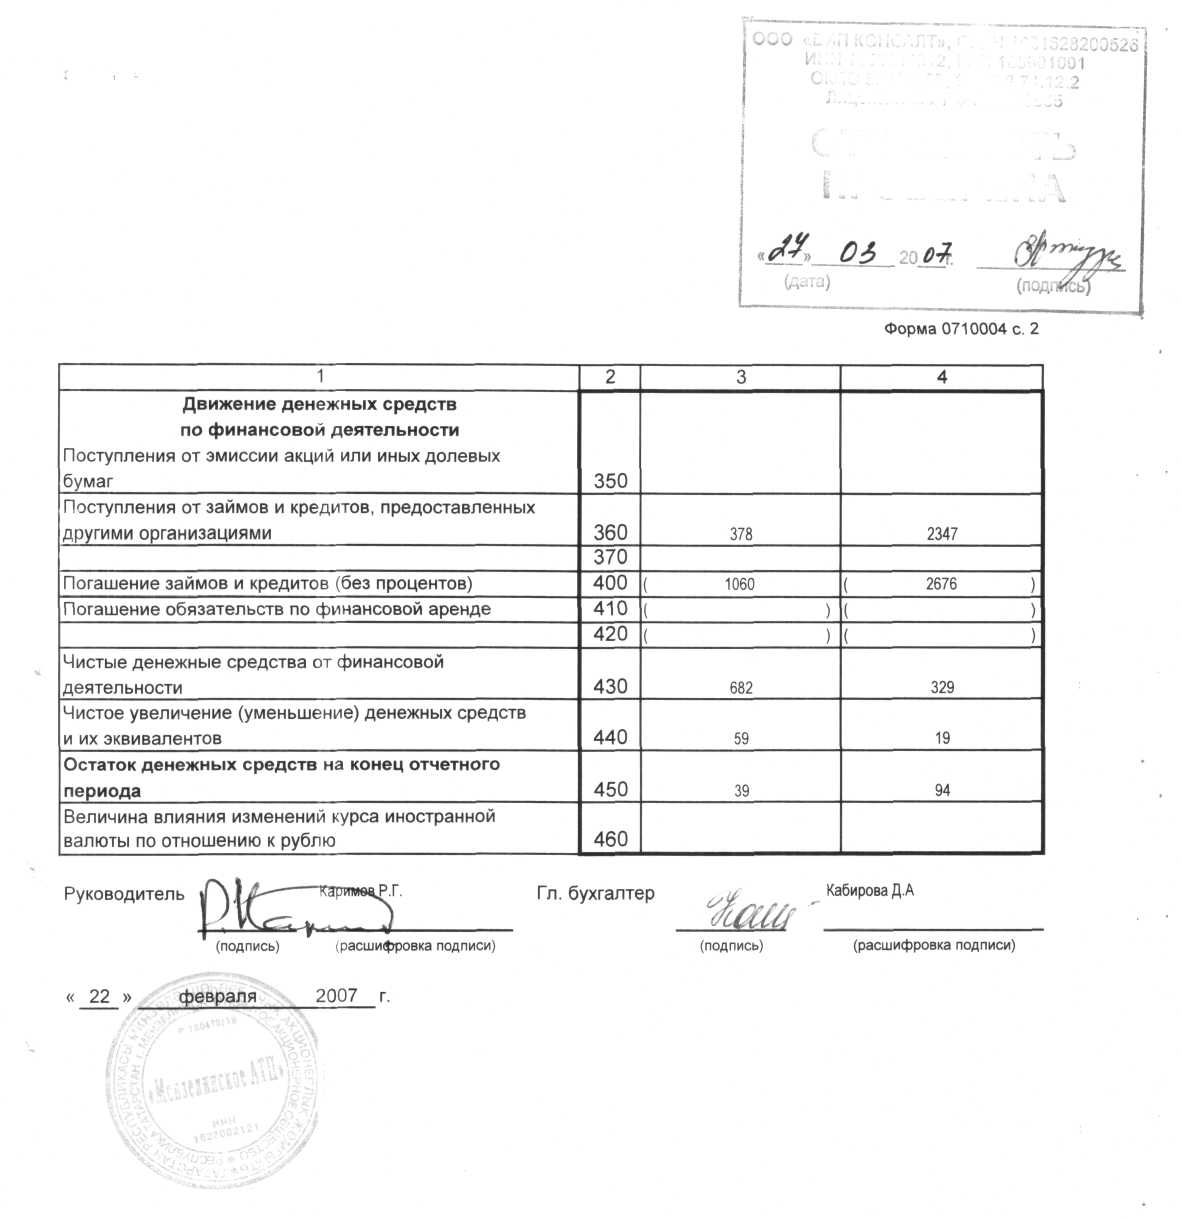 ООО
«27» 03 2007 г.
(дата) (подпись)
Форма 0710004 с. 2
1 2 3 4
Движение денежных средств
по финансовой деятельности
Поступления от эмиссии акций или иных долевых
бумаг 350
Поступления от займов и кредитов, предоставленных
другими организациями 360 378 2347
370
Погашение займов и кредитов (без процентов) 400 ( 1060 ( 2676 )
Погашение обязательств по финансовой аренде 410 ( ) ( )
420 ( ) ( )
Чистые денежные средства от финансовой
деятельности 430 682 329
Чистое увеличение (уменьшение) денежных средств
и их эквивалентов 440 59 19
Остаток денежных средств на конец отчетного
периода 450 39 94
Величина влияния изменений курса иностранной
валюты по отношению к рублю 460
Руководитель Каримов Р.Г. Гл. бухгалтер Кабирова Д.А
(подпись) (расшифровка подписи) (подпись) (расшифровка подписи)
« 22 » февраля 2007 г.
«Мензелинское АТП»
ИНН
1627002121